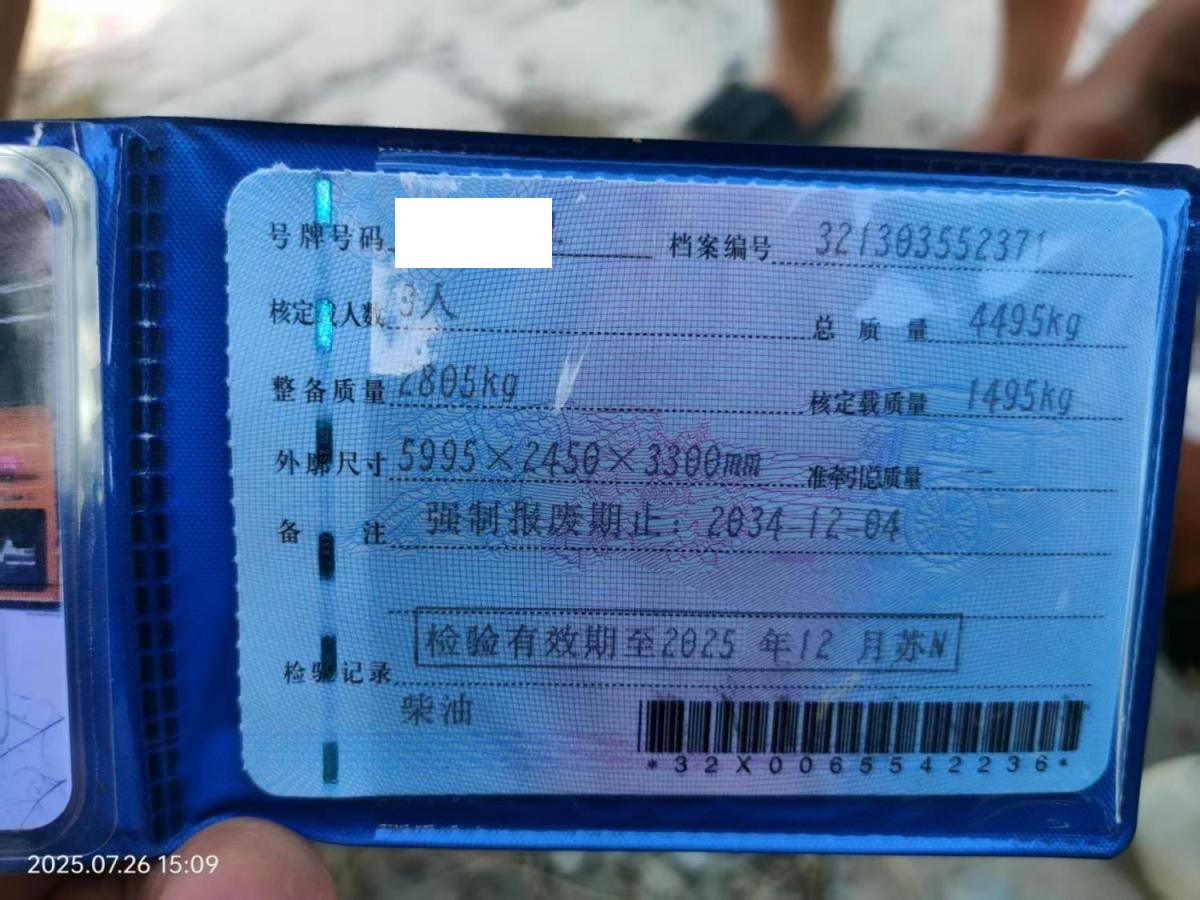 号牌号码 档案编号 321303552371
核定载人数 3人 总质量 4495kg
整备质量 2805kg 核定载质量 1495kg
外廓尺寸 5995×2450×3300mm 准牵引总质量 --
备注 强制报废期止：2034-12-04
检验有效期至2025年12月苏N
检验记录
柴油
*32X0065542236*
2025.07.26 15:09